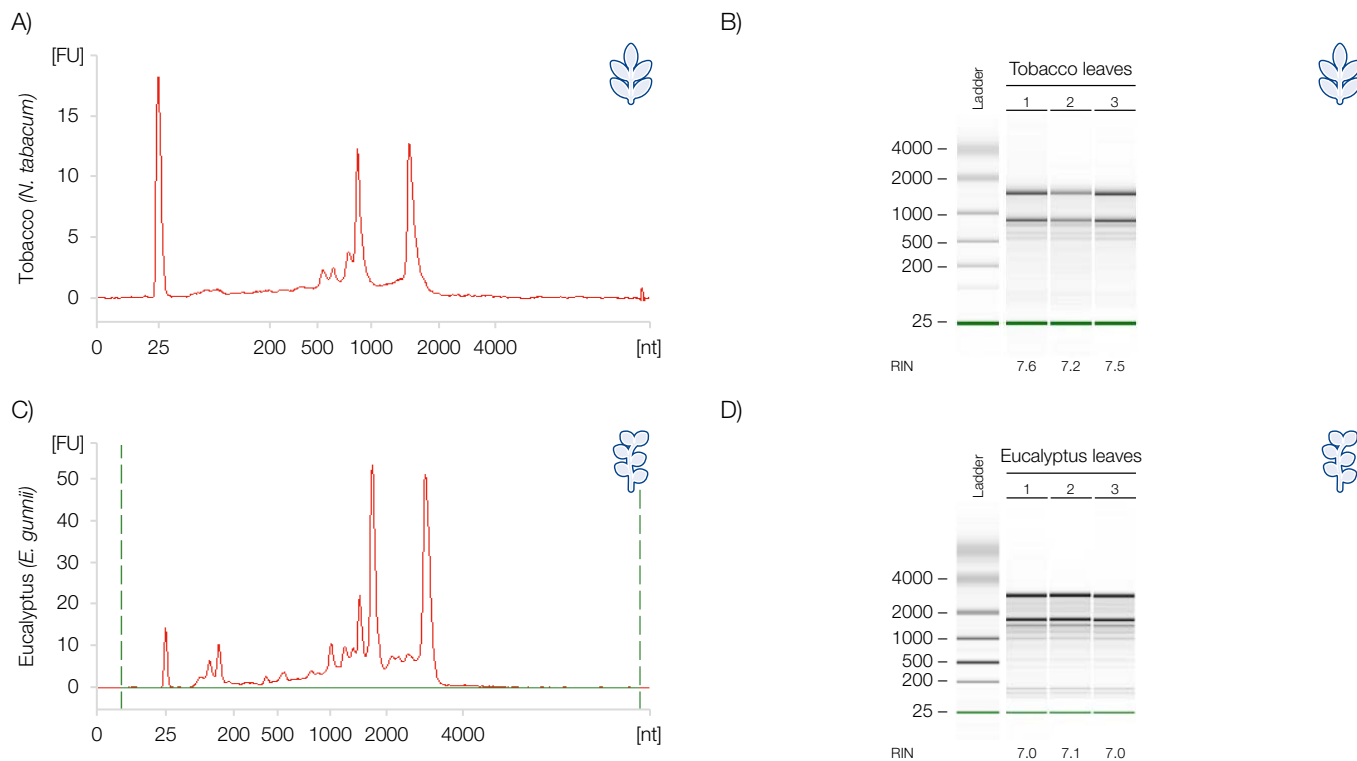 A)
[FU]
15
10
5
0
Tobacco (N. tabacum)
0 25 200 500 1000 2000 4000 [nt]
B)
Ladder
Tobacco leaves
1 2 3
4000 –
2000 –
1000 –
500 –
200 –
25 –
RIN 7.6 7.2 7.5
C)
[FU]
50
40
30
20
10
0
Eucalyptus (E. gunnii)
0 25 200 500 1000 2000 4000 [nt]
D)
Ladder
Eucalyptus leaves
1 2 3
4000 –
2000 –
1000 –
500 –
200 –
25 –
RIN 7.0 7.1 7.0